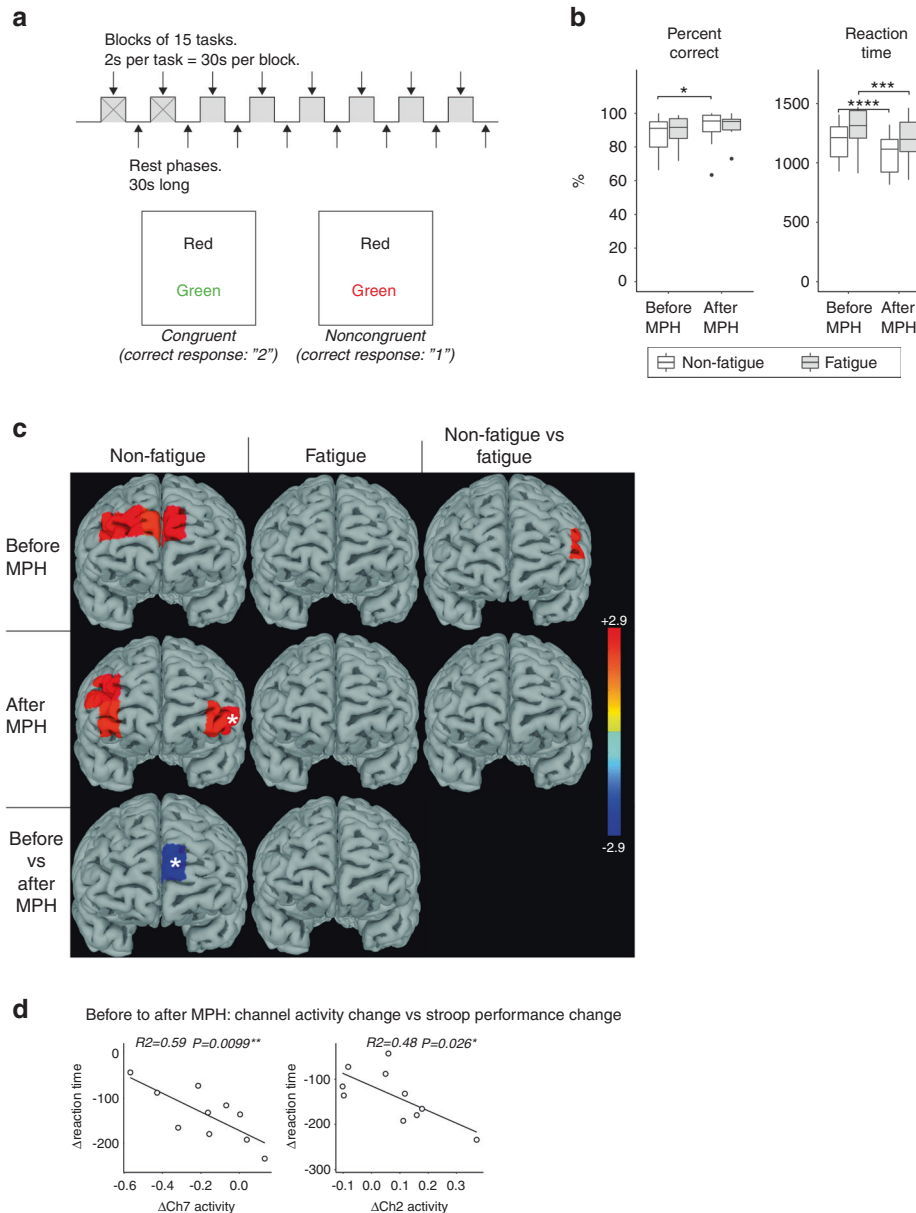 a
Blocks of 15 tasks.
2s per task = 30s per block.
Rest phases.
30s long
Red
Green
Congruent
(correct response: ”2”)
Red
Green
Noncongruent
(correct response: ”1”)
b
Percent
correct
*
100
80
60
40
20
0
%
Before
MPH
After
MPH
Reaction
time
***
****
1500
1000
500
0
Before
MPH
After
MPH
Non-fatigue
Fatigue
c
Non-fatigue
Fatigue
Non-fatigue vs
fatigue
Before
MPH
After
MPH
*
Before
vs
after
MPH
*
+2.9
-2.9
d
Before to after MPH: channel activity change vs stroop performance change
R2=0.59 P=0.0099**
0
-100
-200
Δreaction time
-0.6 -0.4 -0.2 0.0
ΔCh7 activity
R2=0.48 P=0.026*
-100
-200
-300
Δreaction time
-0.1 0.0 0.1 0.2 0.3
ΔCh2 activity